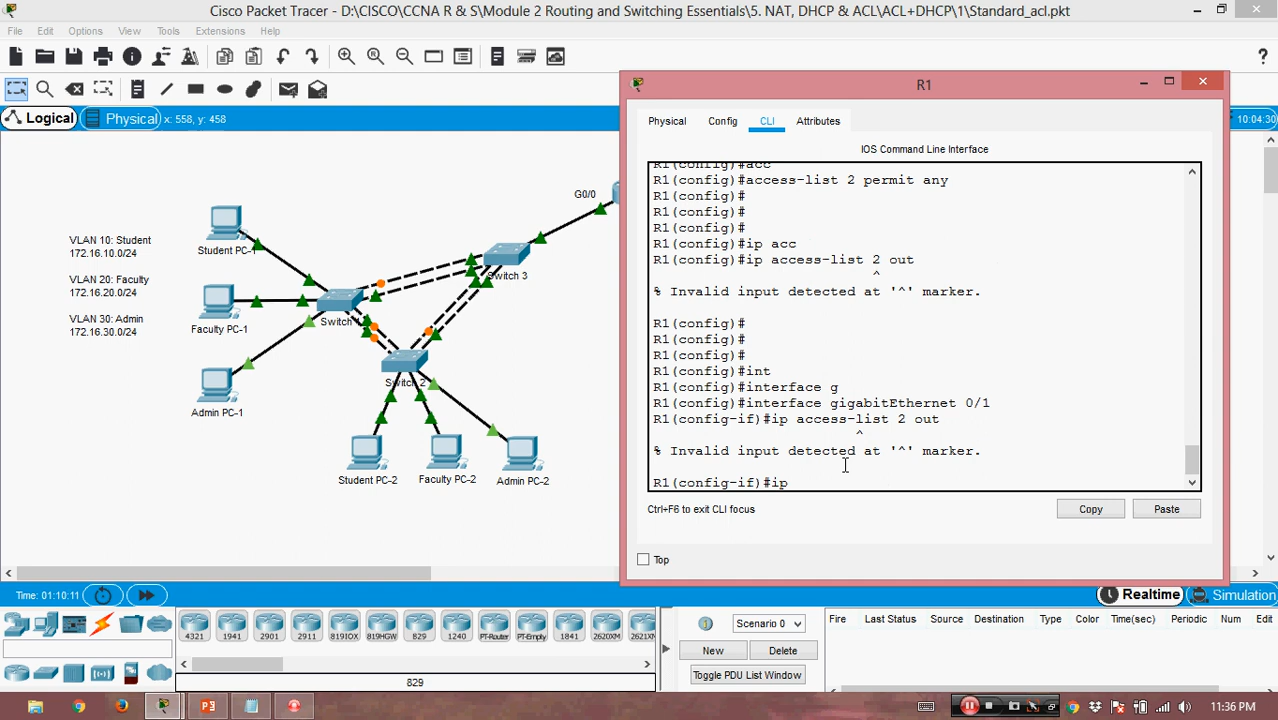 Cisco Packet Tracer - D:\CISCO\CCNA R & S\Module 2 Routing and Switching Essentials\5. NAT, DHCP & ACL\ACL+DHCP\1\Standard_acl.pkt
File Edit Options View Tools Extensions Help
Logical Physical x: 558, y: 458
10:04:30
VLAN 10: Student
172.16.10.0/24
VLAN 20: Faculty
172.16.20.0/24
VLAN 30: Admin
172.16.30.0/24
Student PC-1
Faculty PC-1
Admin PC-1
G0/0
Switch 3
Switch
Switch 2
Student PC-2
Faculty PC-2
Admin PC-2
R1
Physical Config CLI Attributes
IOS Command Line Interface
R1(config)#acc
R1(config)#access-list 2 permit any
R1(config)#
R1(config)#
R1(config)#
R1(config)#ip acc
R1(config)#ip access-list 2 out
^
% Invalid input detected at '^' marker.
R1(config)#
R1(config)#
R1(config)#
R1(config)#int
R1(config)#interface g
R1(config)#interface gigabitEthernet 0/1
R1(config-if)#ip access-list 2 out
^
% Invalid input detected at '^' marker.
R1(config-if)#ip
Ctrl+F6 to exit CLI focus
Copy Paste
Top
Time: 01:10:11
Realtime Simulation
4321 1941 2901 2911 819IOX 819HGW 829 1240 PT-Router PT-Empty 1841 2620XM 2621XM
829
Scenario 0
New Delete
Toggle PDU List Window
Fire Last Status Source Destination Type Color Time(sec) Periodic Num Edit
11:36 PM